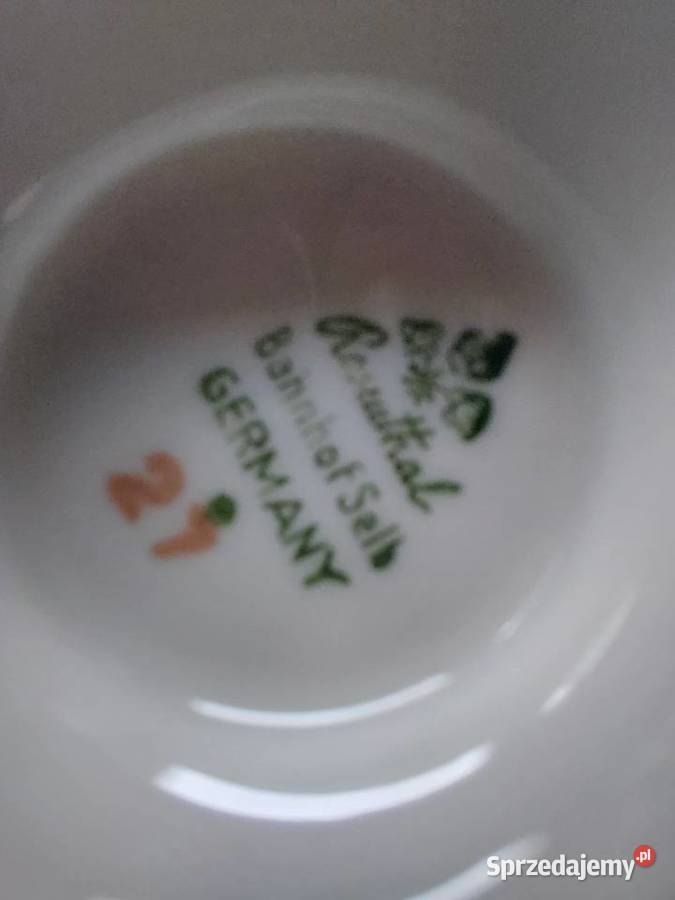 Rosenthal
Bahnhof Selb
GERMANY
21
Sprzedajemy.pl